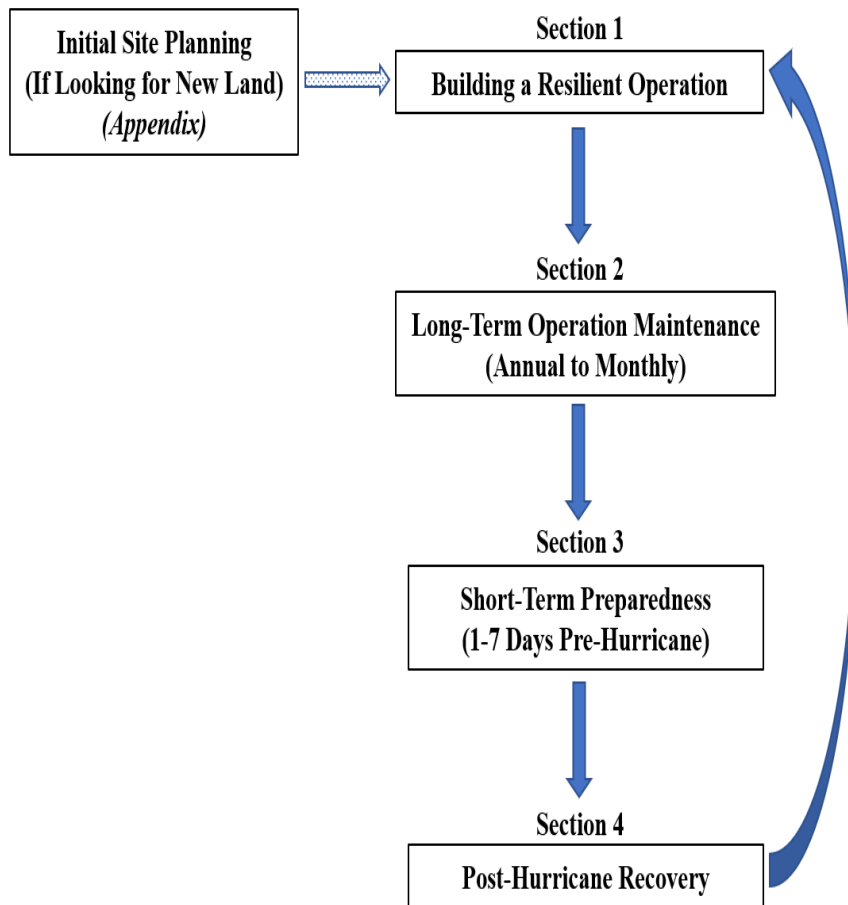 Initial Site Planning
(If Looking for New Land)
(Appendix)
Section 1
Building a Resilient Operation
Section 2
Long-Term Operation Maintenance
(Annual to Monthly)
Section 3
Short-Term Preparedness
(1-7 Days Pre-Hurricane)
Section 4
Post-Hurricane Recovery